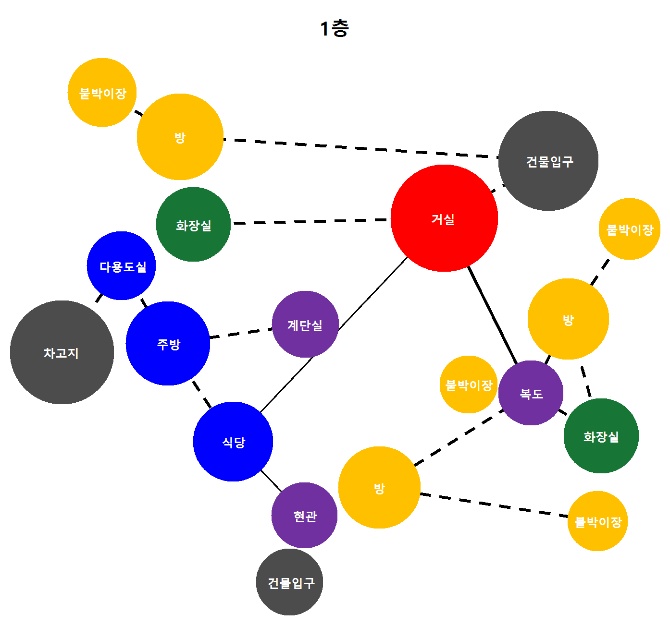 1층
붙박이장
방
건물입구
거실
화장실
붙박이장
다용도실
방
계단실
주방
차고지
붙박이장
복도
화장실
식당
방
현관
붙박이장
건물입구